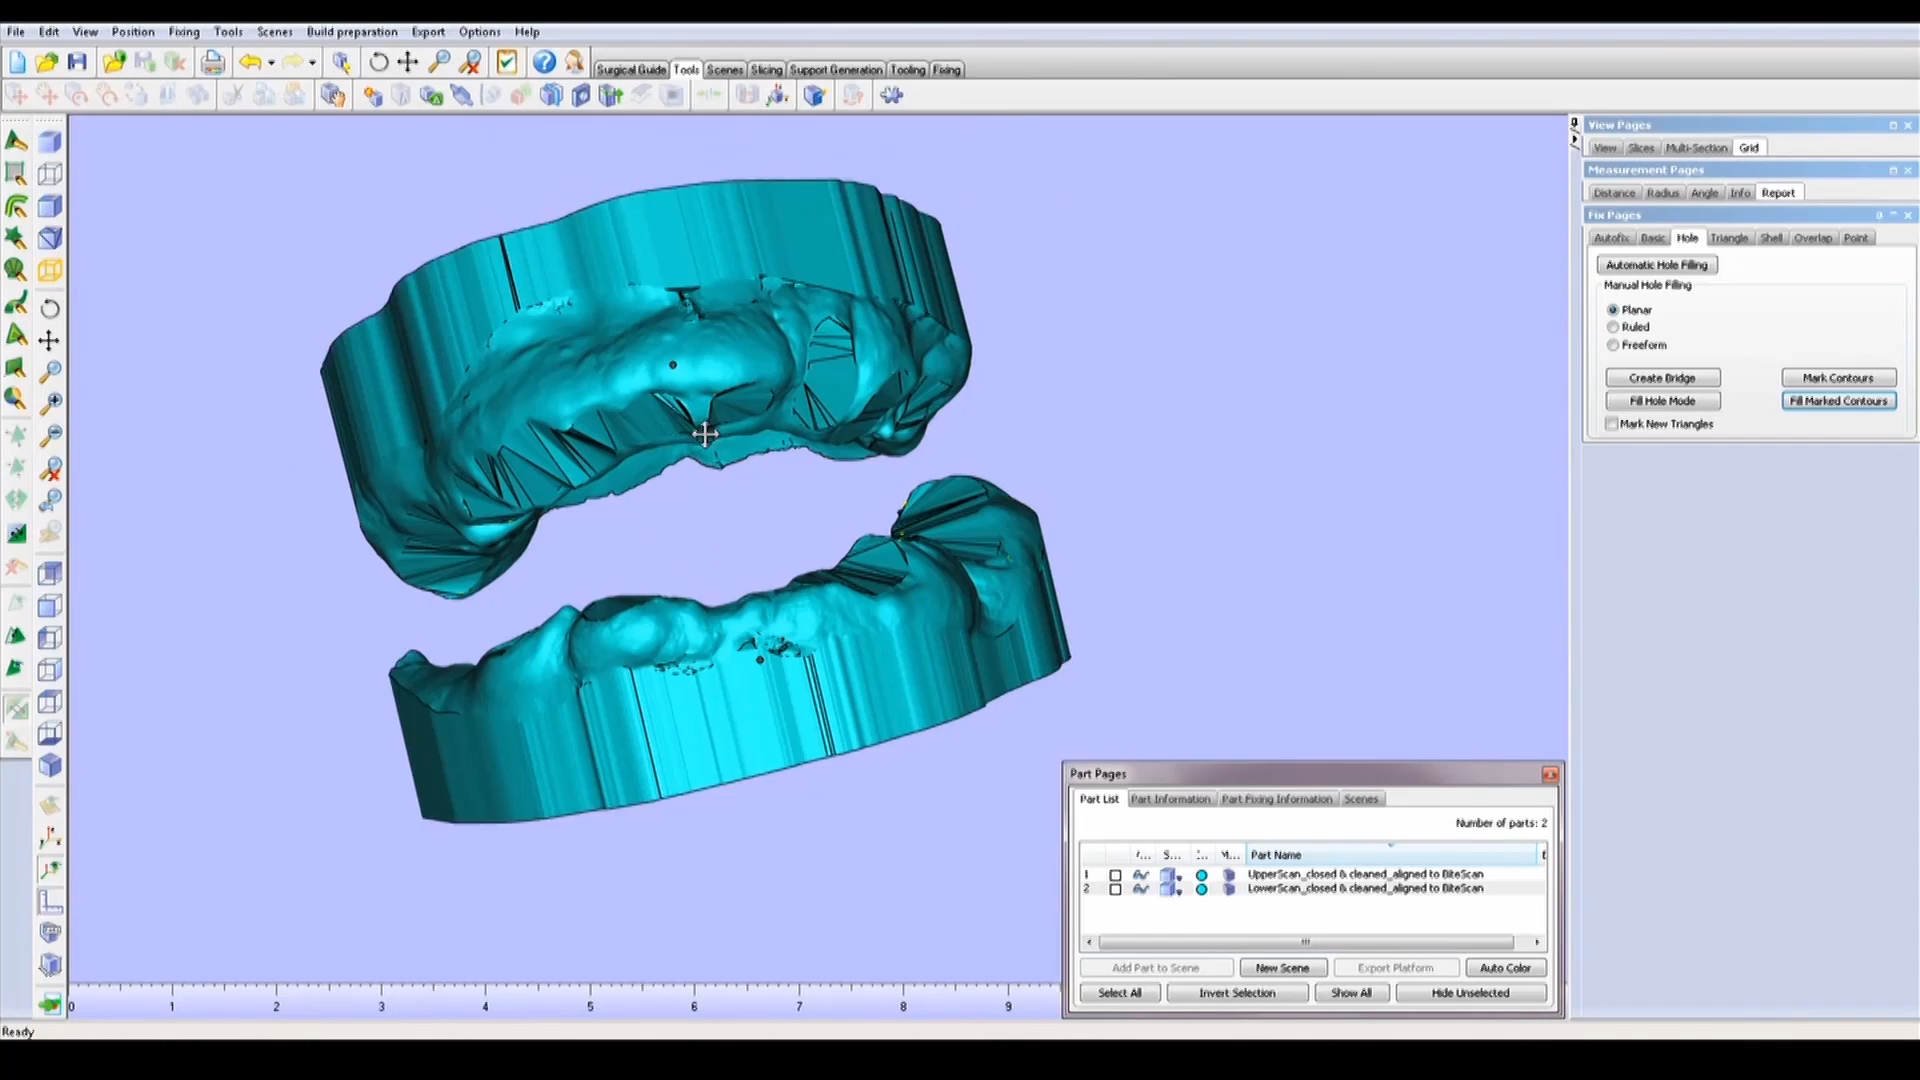 File Edit View Position Fixing Tools Scenes Build preparation Export Options Help
Surgical Guide Tools Scenes Slicing Support Generation Tooling Fixing
View Pages
View Slices Multi-Section Grid
Measurement Pages
Distance Radius Angle Info Report
Fix Pages
Autofix Basic Hole Triangle Shell Overlap Point
Automatic Hole Filling
Manual Hole Filling
Planar
Ruled
Freeform
Create Bridge Mark Contours
Fill Hole Mode Fill Marked Contours
Mark New Triangles
Part Pages
Part List Part Information Part Fixing Information Scenes
Number of parts: 2
S... Part Name
1 UpperScan_closed & cleaned_aligned to BiteScan
2 LowerScan_closed & cleaned_aligned to BiteScan
Add Part to Scene New Scene Export Platform Auto Color
Select All Invert Selection Show All Hide Unselected
0 1 2 3 4 5 6 7 8 9
Ready